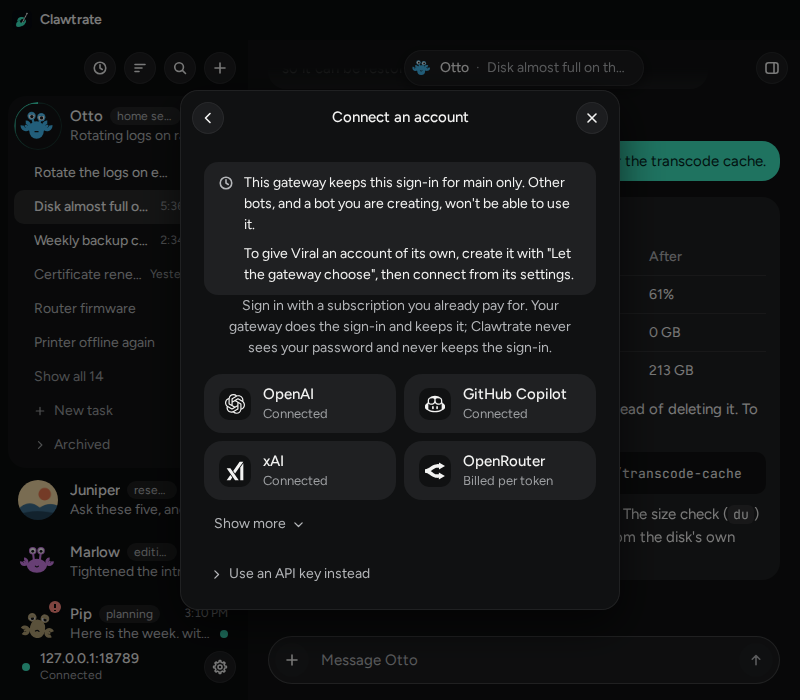 Clawtrate
Otto · Disk almost full on th...
Otto home se...
Rotating logs on r
Rotate the logs on e...
Disk almost full o... 5:36
Weekly backup c... 2:34
Certificate rene... Yeste
Router firmware
Printer offline again
Show all 14
+ New task
> Archived
Juniper rese...
Ask these five, an
Marlow editi...
Tightened the intr
Pip planning 3:10 PM
Here is the week. wit...
127.0.0.1:18789
Connected
Connect an account
This gateway keeps this sign-in for main only. Other
bots, and a bot you are creating, won't be able to use
it.
To give Viral an account of its own, create it with "Let
the gateway choose", then connect from its settings.
Sign in with a subscription you already pay for. Your
gateway does the sign-in and keeps it; Clawtrate never
sees your password and never keeps the sign-in.
OpenAI
Connected
GitHub Copilot
Connected
xAI
Connected
OpenRouter
Billed per token
Show more
Use an API key instead
the transcode cache.
After
61%
0 GB
213 GB
ead of deleting it. To
/transcode-cache
The size check ( du )
om the disk's own
Message Otto